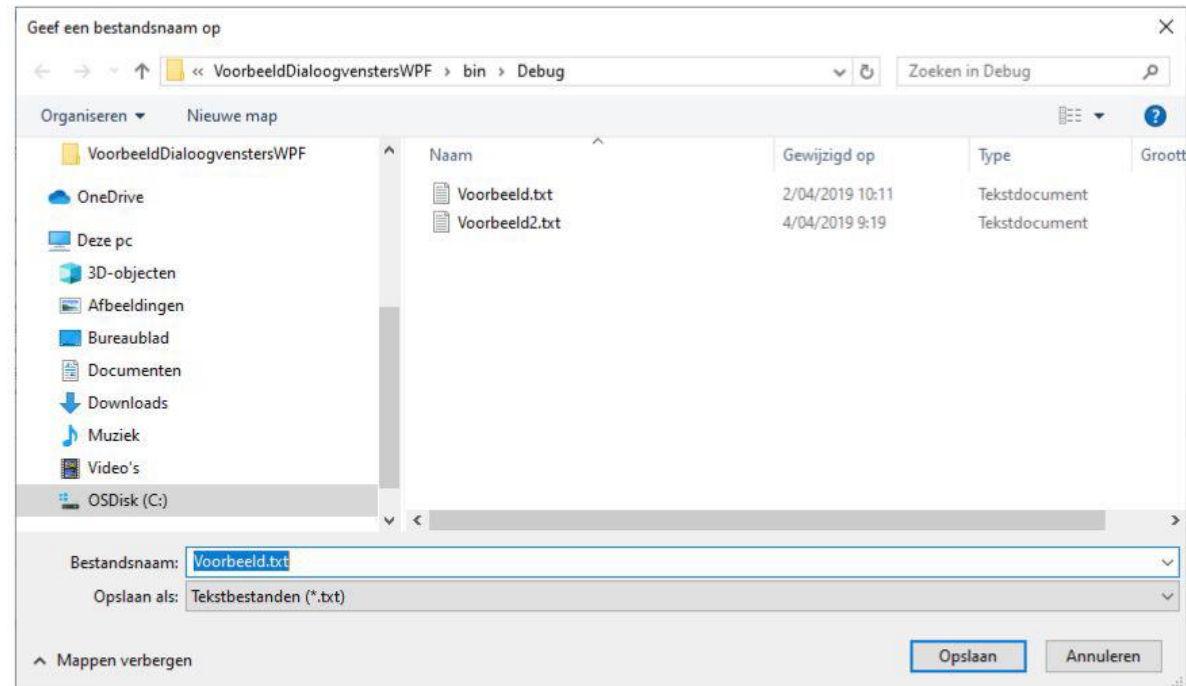 Geef een bestandsnaam op
« VoorbeeldDialoogvenstersWPF › bin › Debug
Zoeken in Debug
Organiseren
Nieuwe map
VoorbeeldDialoogvenstersWPF
OneDrive
Deze pc
3D-objecten
Afbeeldingen
Bureaublad
Documenten
Downloads
Muziek
Video's
OSDisk (C:)
Naam Gewijzigd op Type Groott
Voorbeeld.txt 2/04/2019 10:11 Tekstdocument
Voorbeeld2.txt 4/04/2019 9:19 Tekstdocument
Bestandsnaam: Voorbeeld.txt
Opslaan als: Tekstbestanden (*.txt)
Mappen verbergen
Opslaan
Annuleren